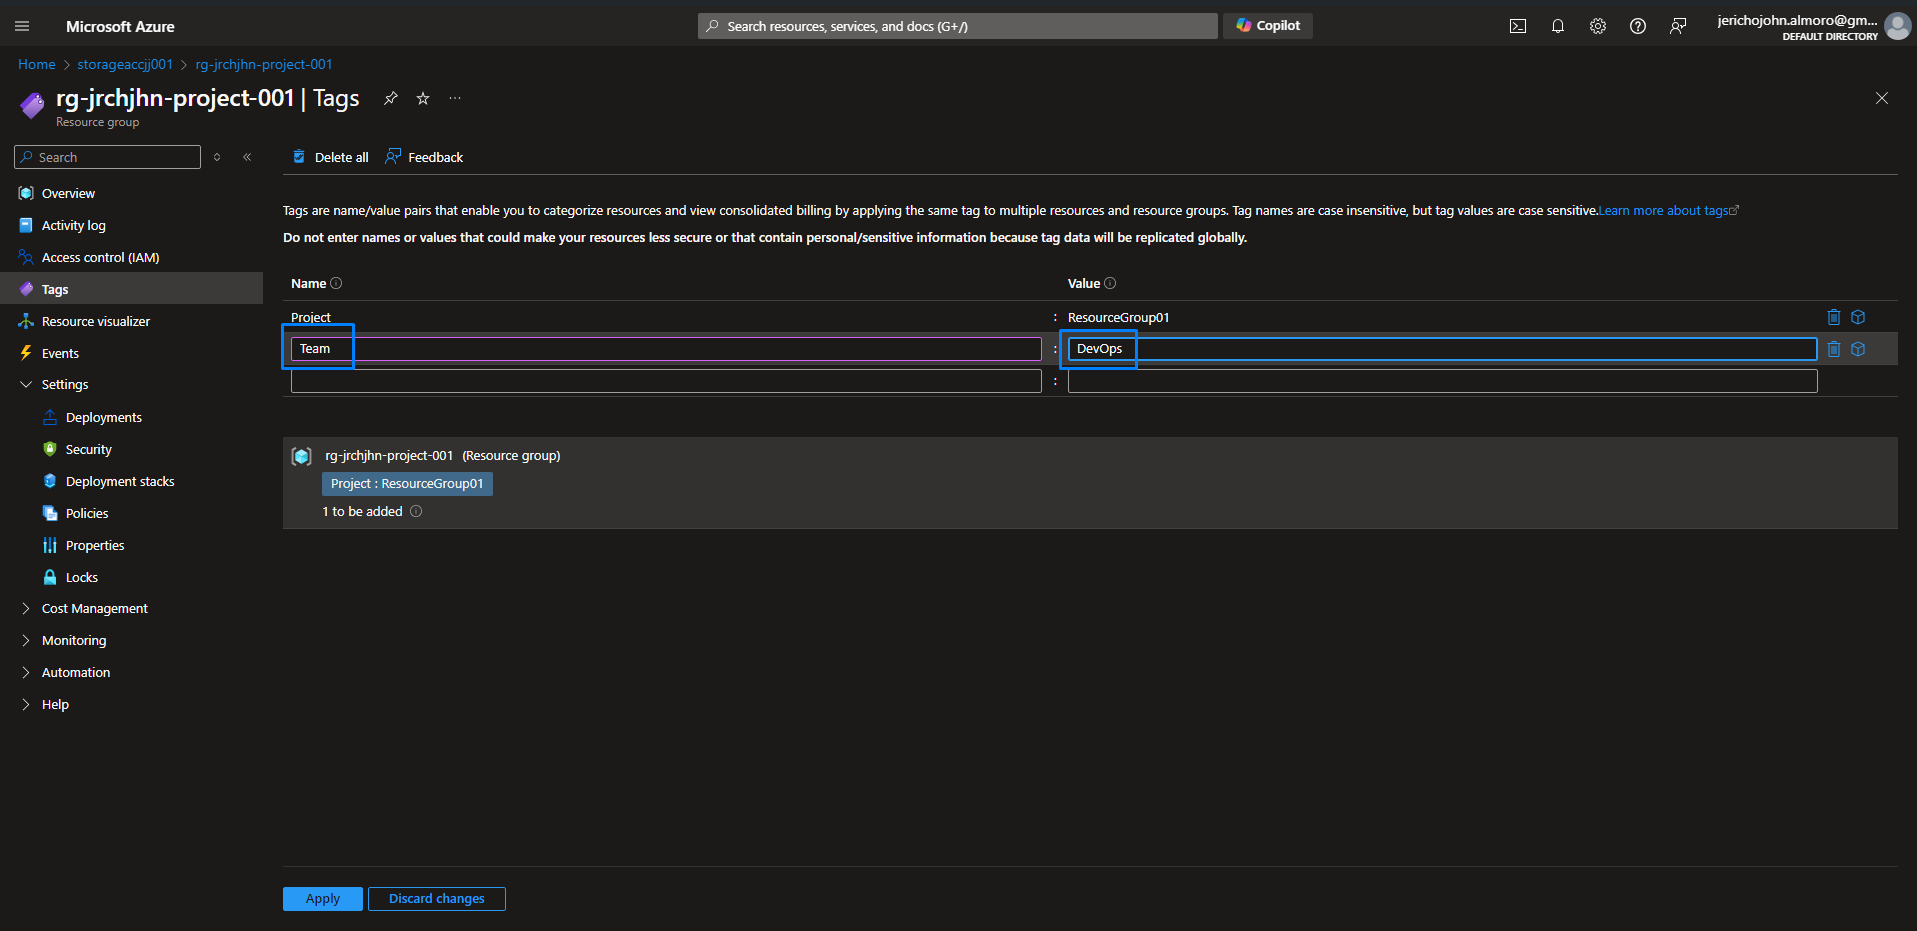 Microsoft Azure
Search resources, services, and docs (G+/)
Copilot
jerichojohn.almoro@gm...
DEFAULT DIRECTORY
Home > storageaccjj001 > rg-jrchjhn-project-001
rg-jrchjhn-project-001 | Tags
Resource group
Search
Overview
Activity log
Access control (IAM)
Tags
Resource visualizer
Events
Settings
Deployments
Security
Deployment stacks
Policies
Properties
Locks
Cost Management
Monitoring
Automation
Help
Delete all
Feedback
Tags are name/value pairs that enable you to categorize resources and view consolidated billing by applying the same tag to multiple resources and resource groups. Tag names are case insensitive, but tag values are case sensitive.Learn more about tags
Do not enter names or values that could make your resources less secure or that contain personal/sensitive information because tag data will be replicated globally.
Name Value
Project : ResourceGroup01
Team : DevOps
:
rg-jrchjhn-project-001 (Resource group)
Project : ResourceGroup01
1 to be added
Apply
Discard changes